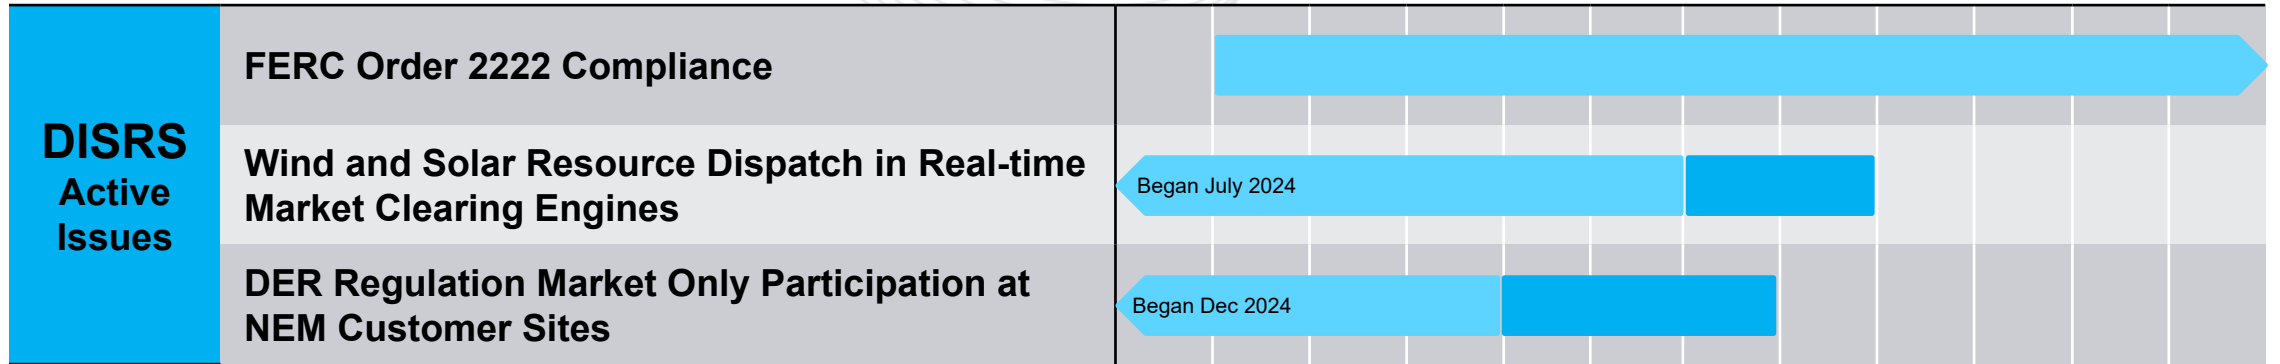 DISRS
Active
Issues
FERC Order 2222 Compliance
Wind and Solar Resource Dispatch in Real-time
Market Clearing Engines
Began July 2024
DER Regulation Market Only Participation at
NEM Customer Sites
Began Dec 2024